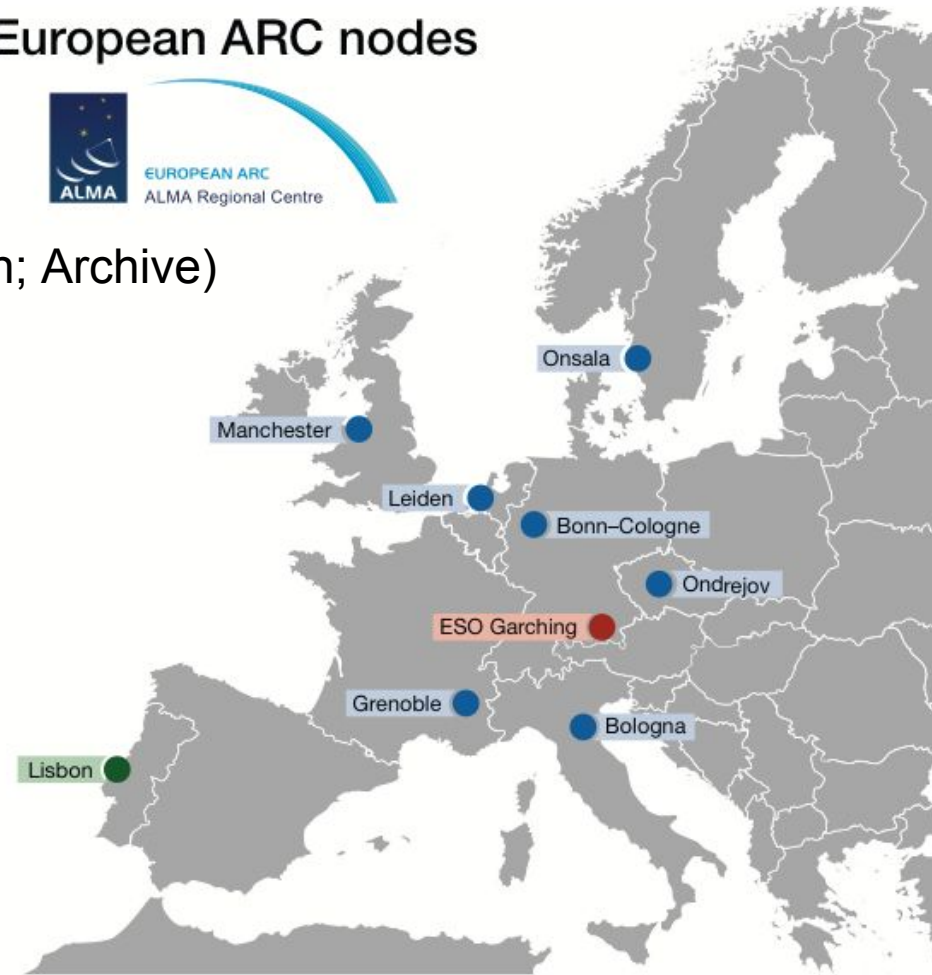 European ARC nodes
ALMA
EUROPEAN ARC
ALMA Regional Centre
; Archive)
Onsala
Manchester
Leiden
Bonn–Cologne
Ondrejov
ESO Garching
Grenoble
Bologna
Lisbon